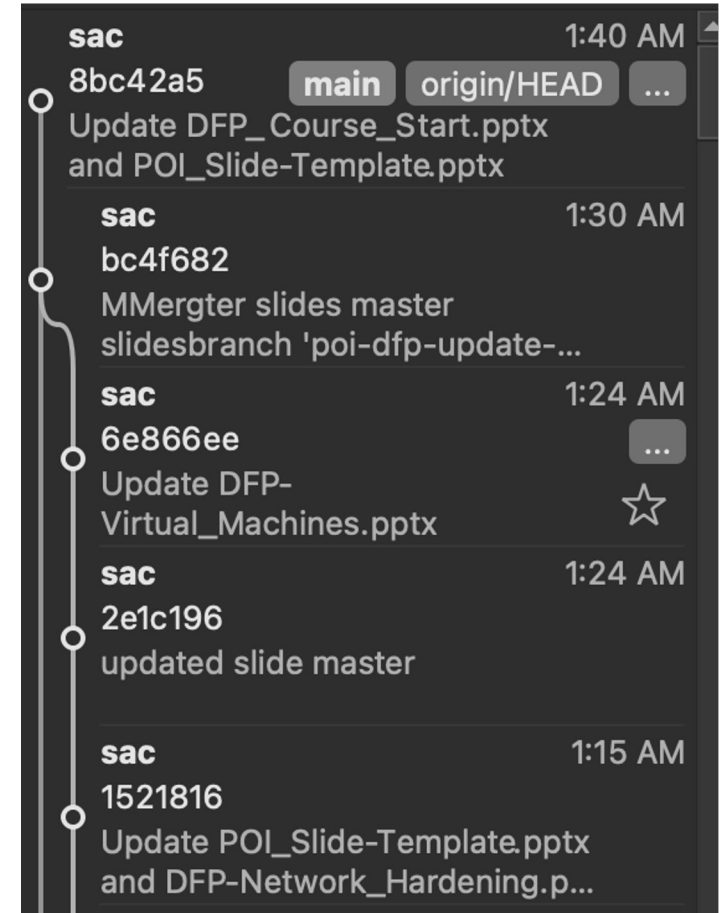 sac 1:40 AM
8bc42a5 main origin/HEAD ...
Update DFP_Course_Start.pptx
and POI_Slide-Template.pptx
sac 1:30 AM
bc4f682
MMergter slides master
slidesbranch 'poi-dfp-update-...
sac 1:24 AM
6e866ee ...
Update DFP-
Virtual_Machines.pptx
sac 1:24 AM
2e1c196
updated slide master
sac 1:15 AM
1521816
Update POI_Slide-Template.pptx
and DFP-Network_Hardening.p...